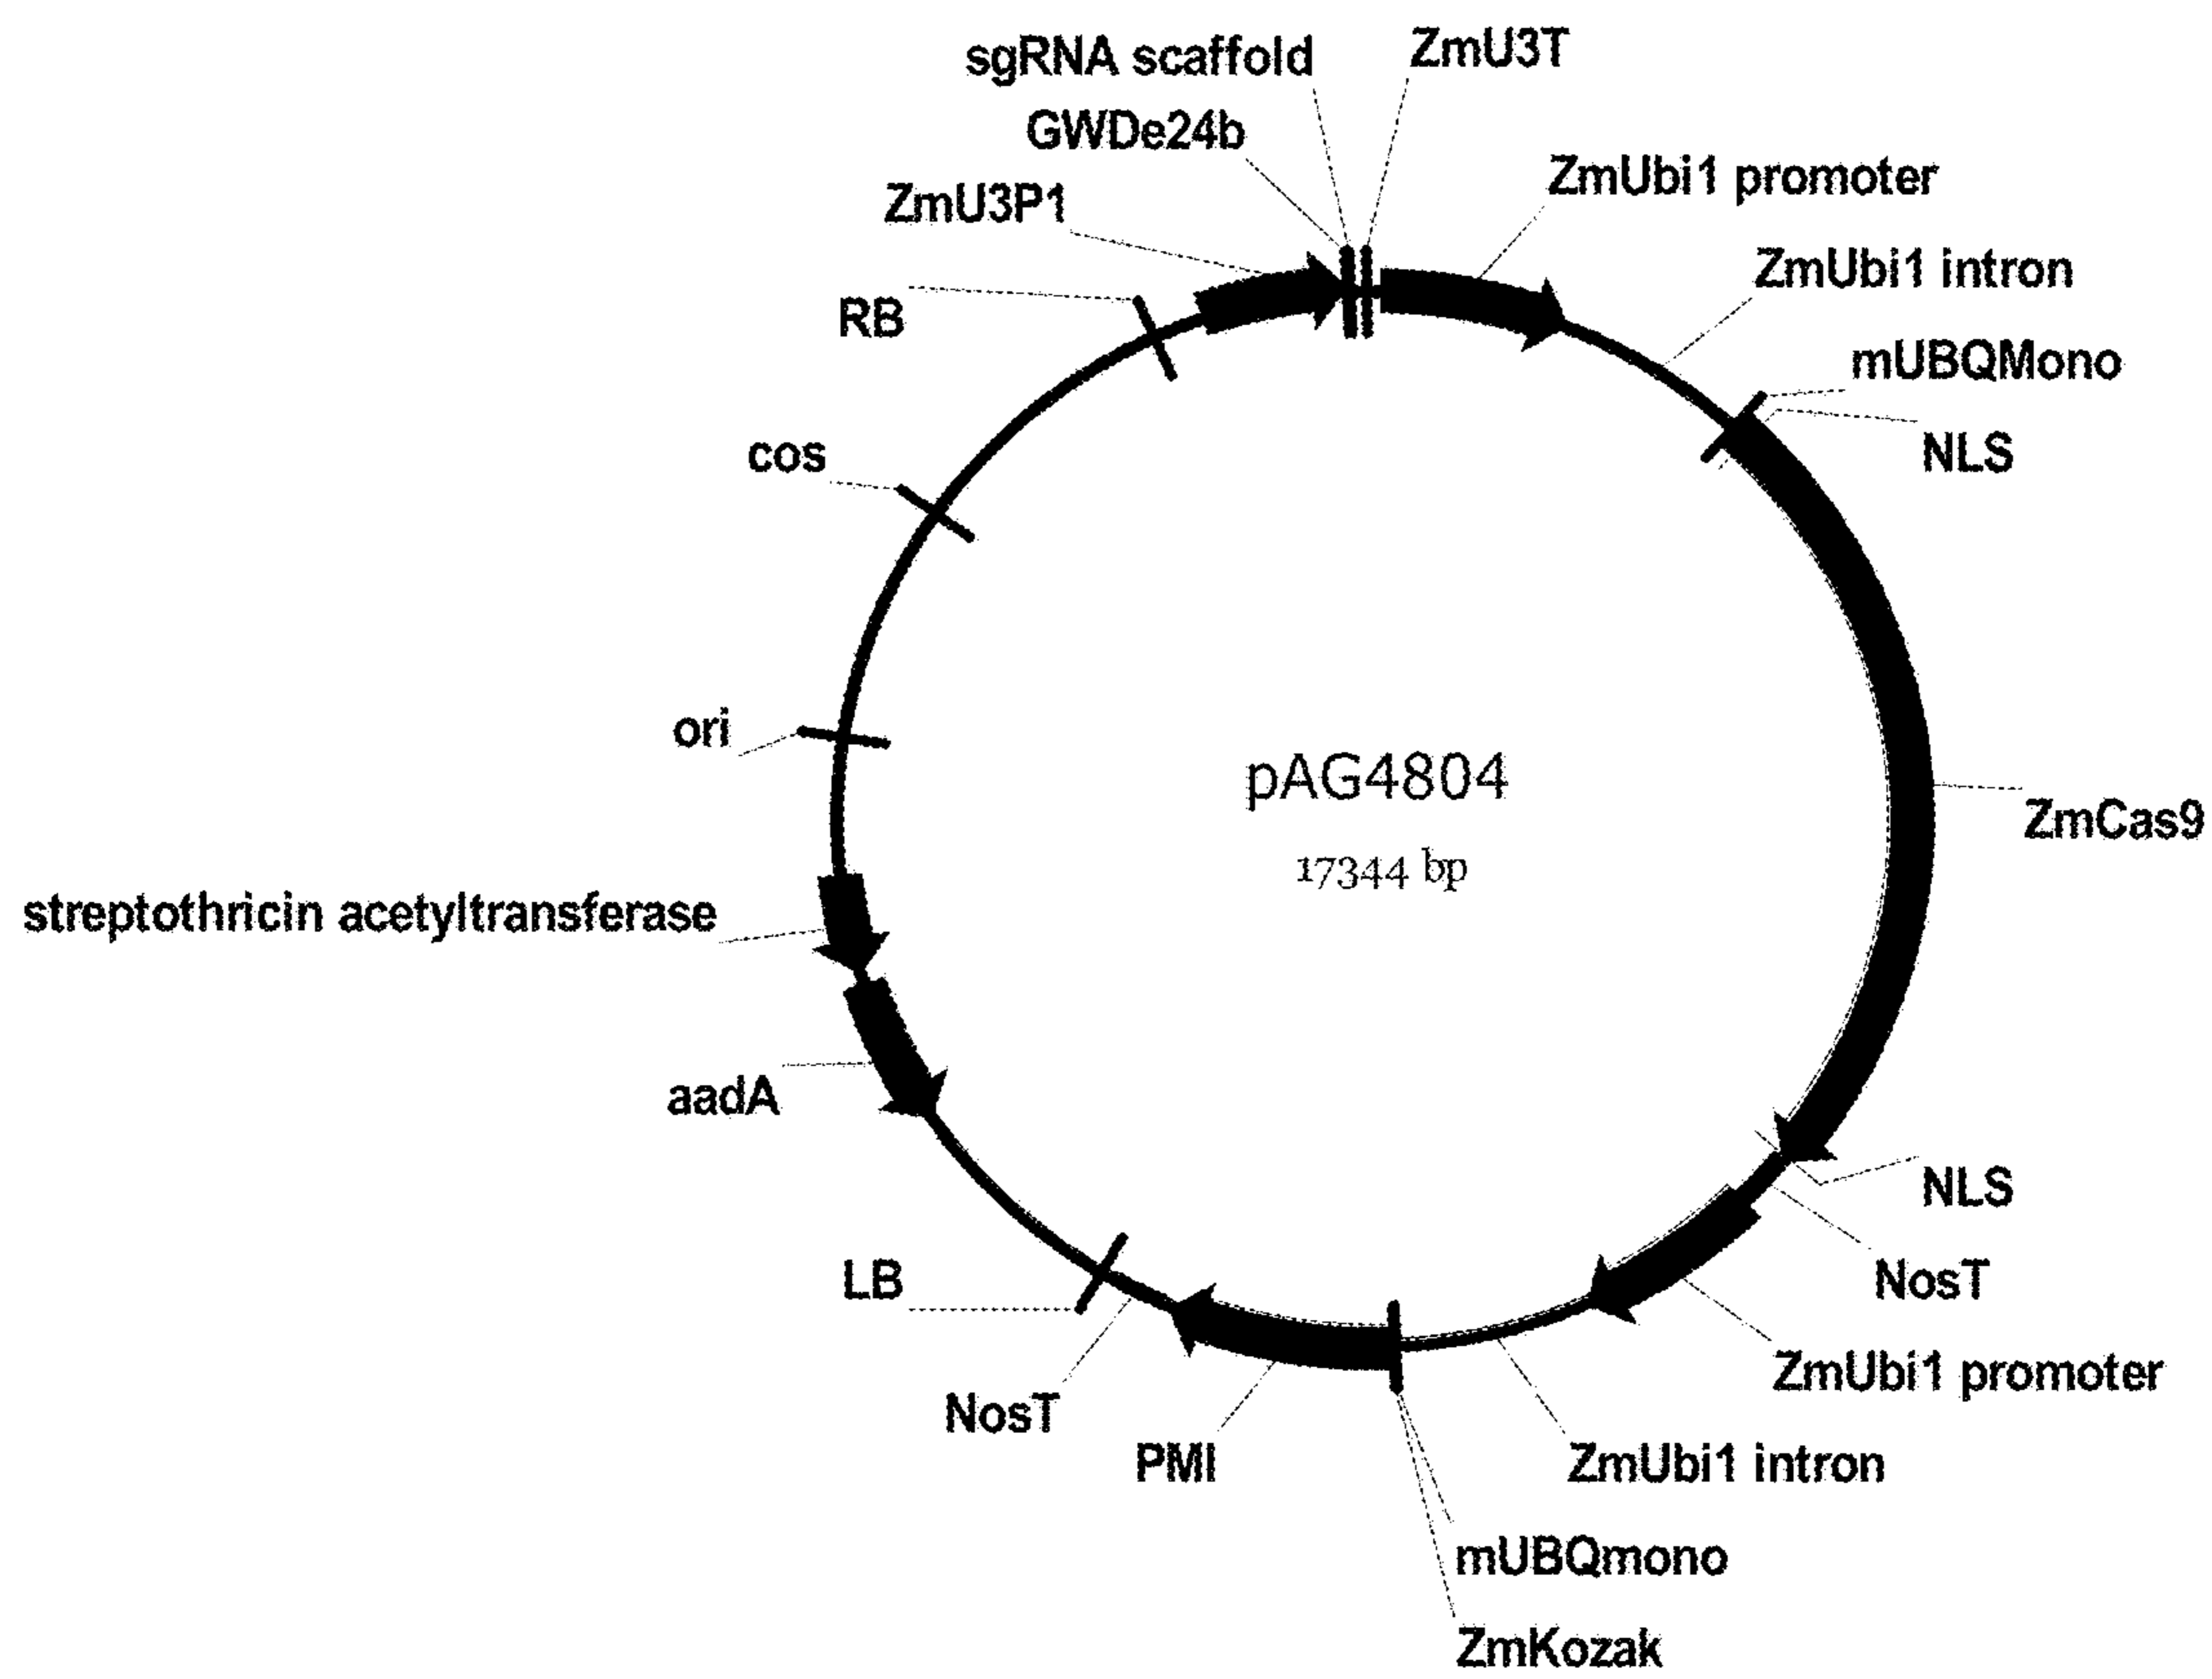 sgRNA scaffold
ZmU3T
GWDe24b
ZmU3P1
ZmUbi1 promoter
RB
ZmUbi1 intron
mUBQMono
cos
NLS
ori
pAG4804
17344 bp
ZmCas9
streptothricin acetyltransferase
aadA
NLS
LB
NosT
ZmUbi1 promoter
NosT
PMI
ZmUbi1 intron
mUBQmono
ZmKozak